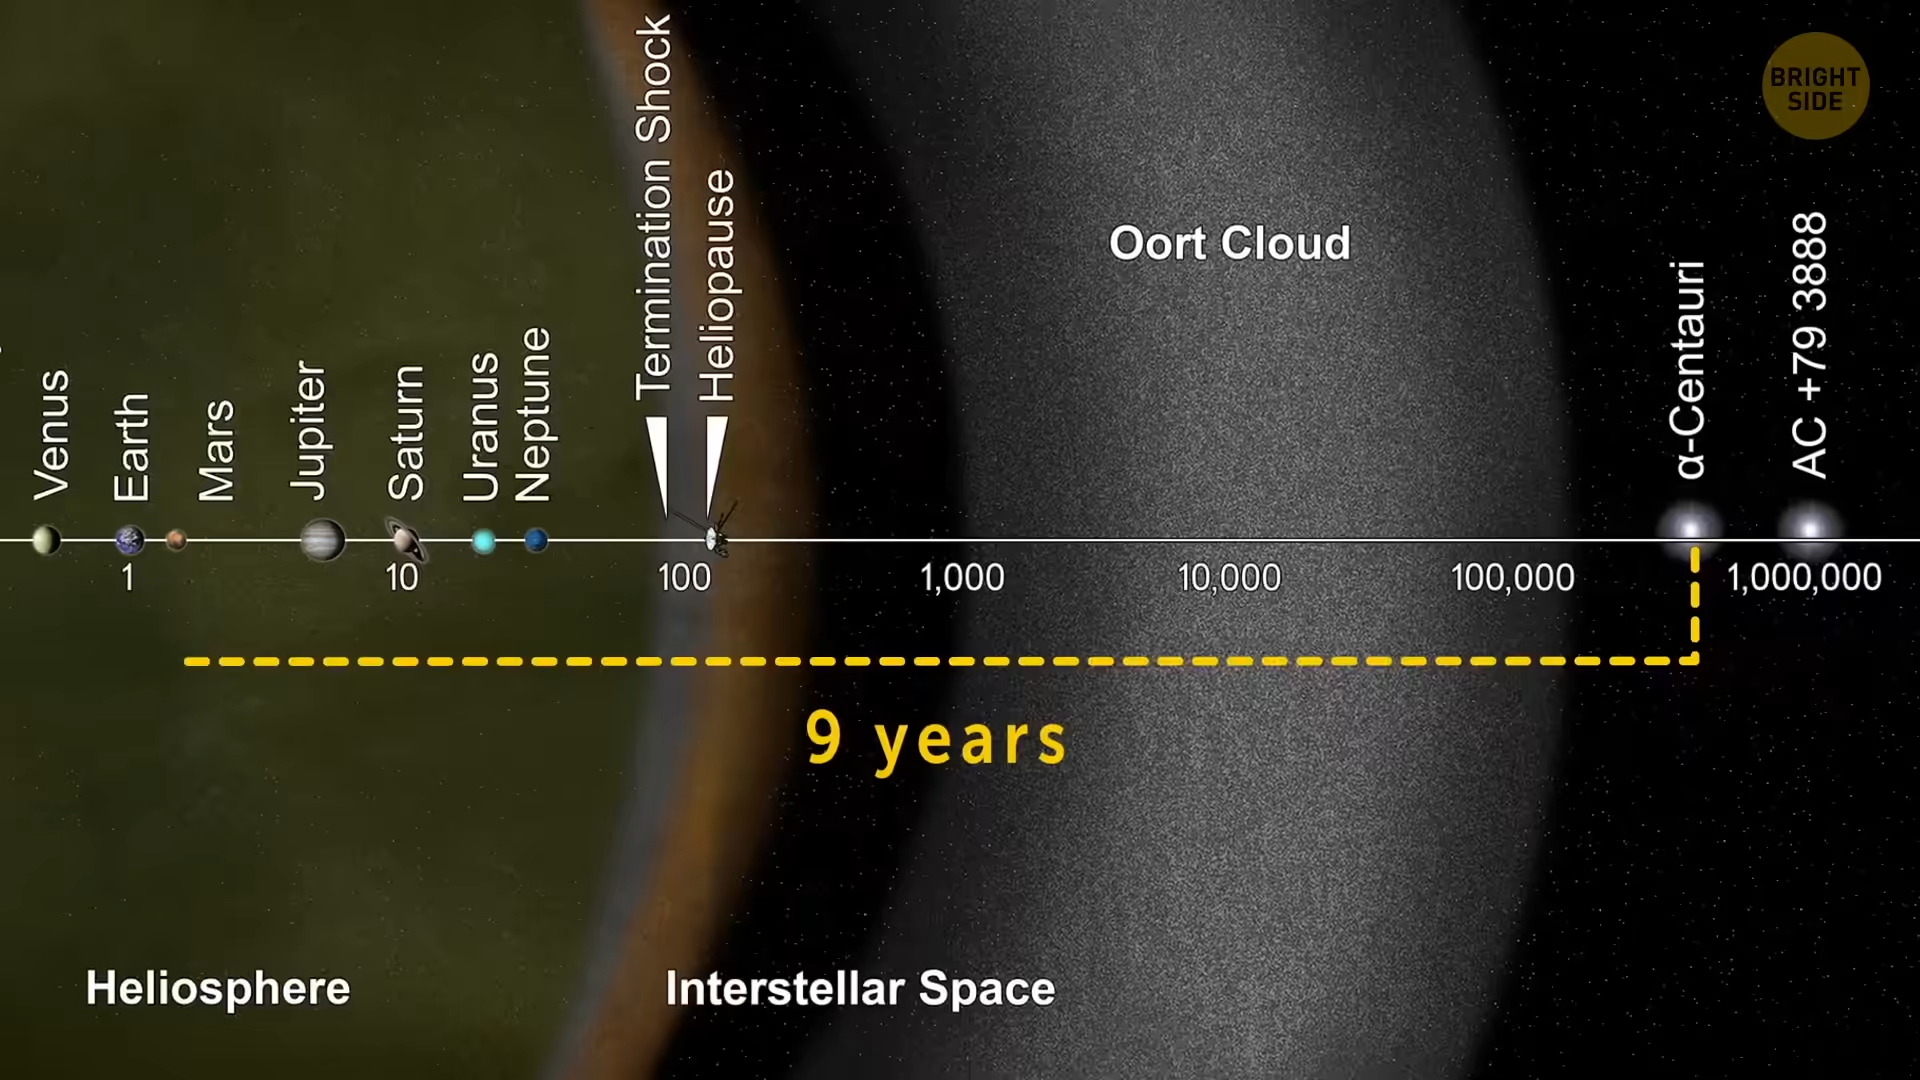 BRIGHT
SIDE
Termination Shock
Heliopause
Oort Cloud
α-Centauri
AC +79 3888
Venus
Earth
Mars
Jupiter
Saturn
Uranus
Neptune
1
10
100
1,000
10,000
100,000
1,000,000
9 years
Heliosphere
Interstellar Space